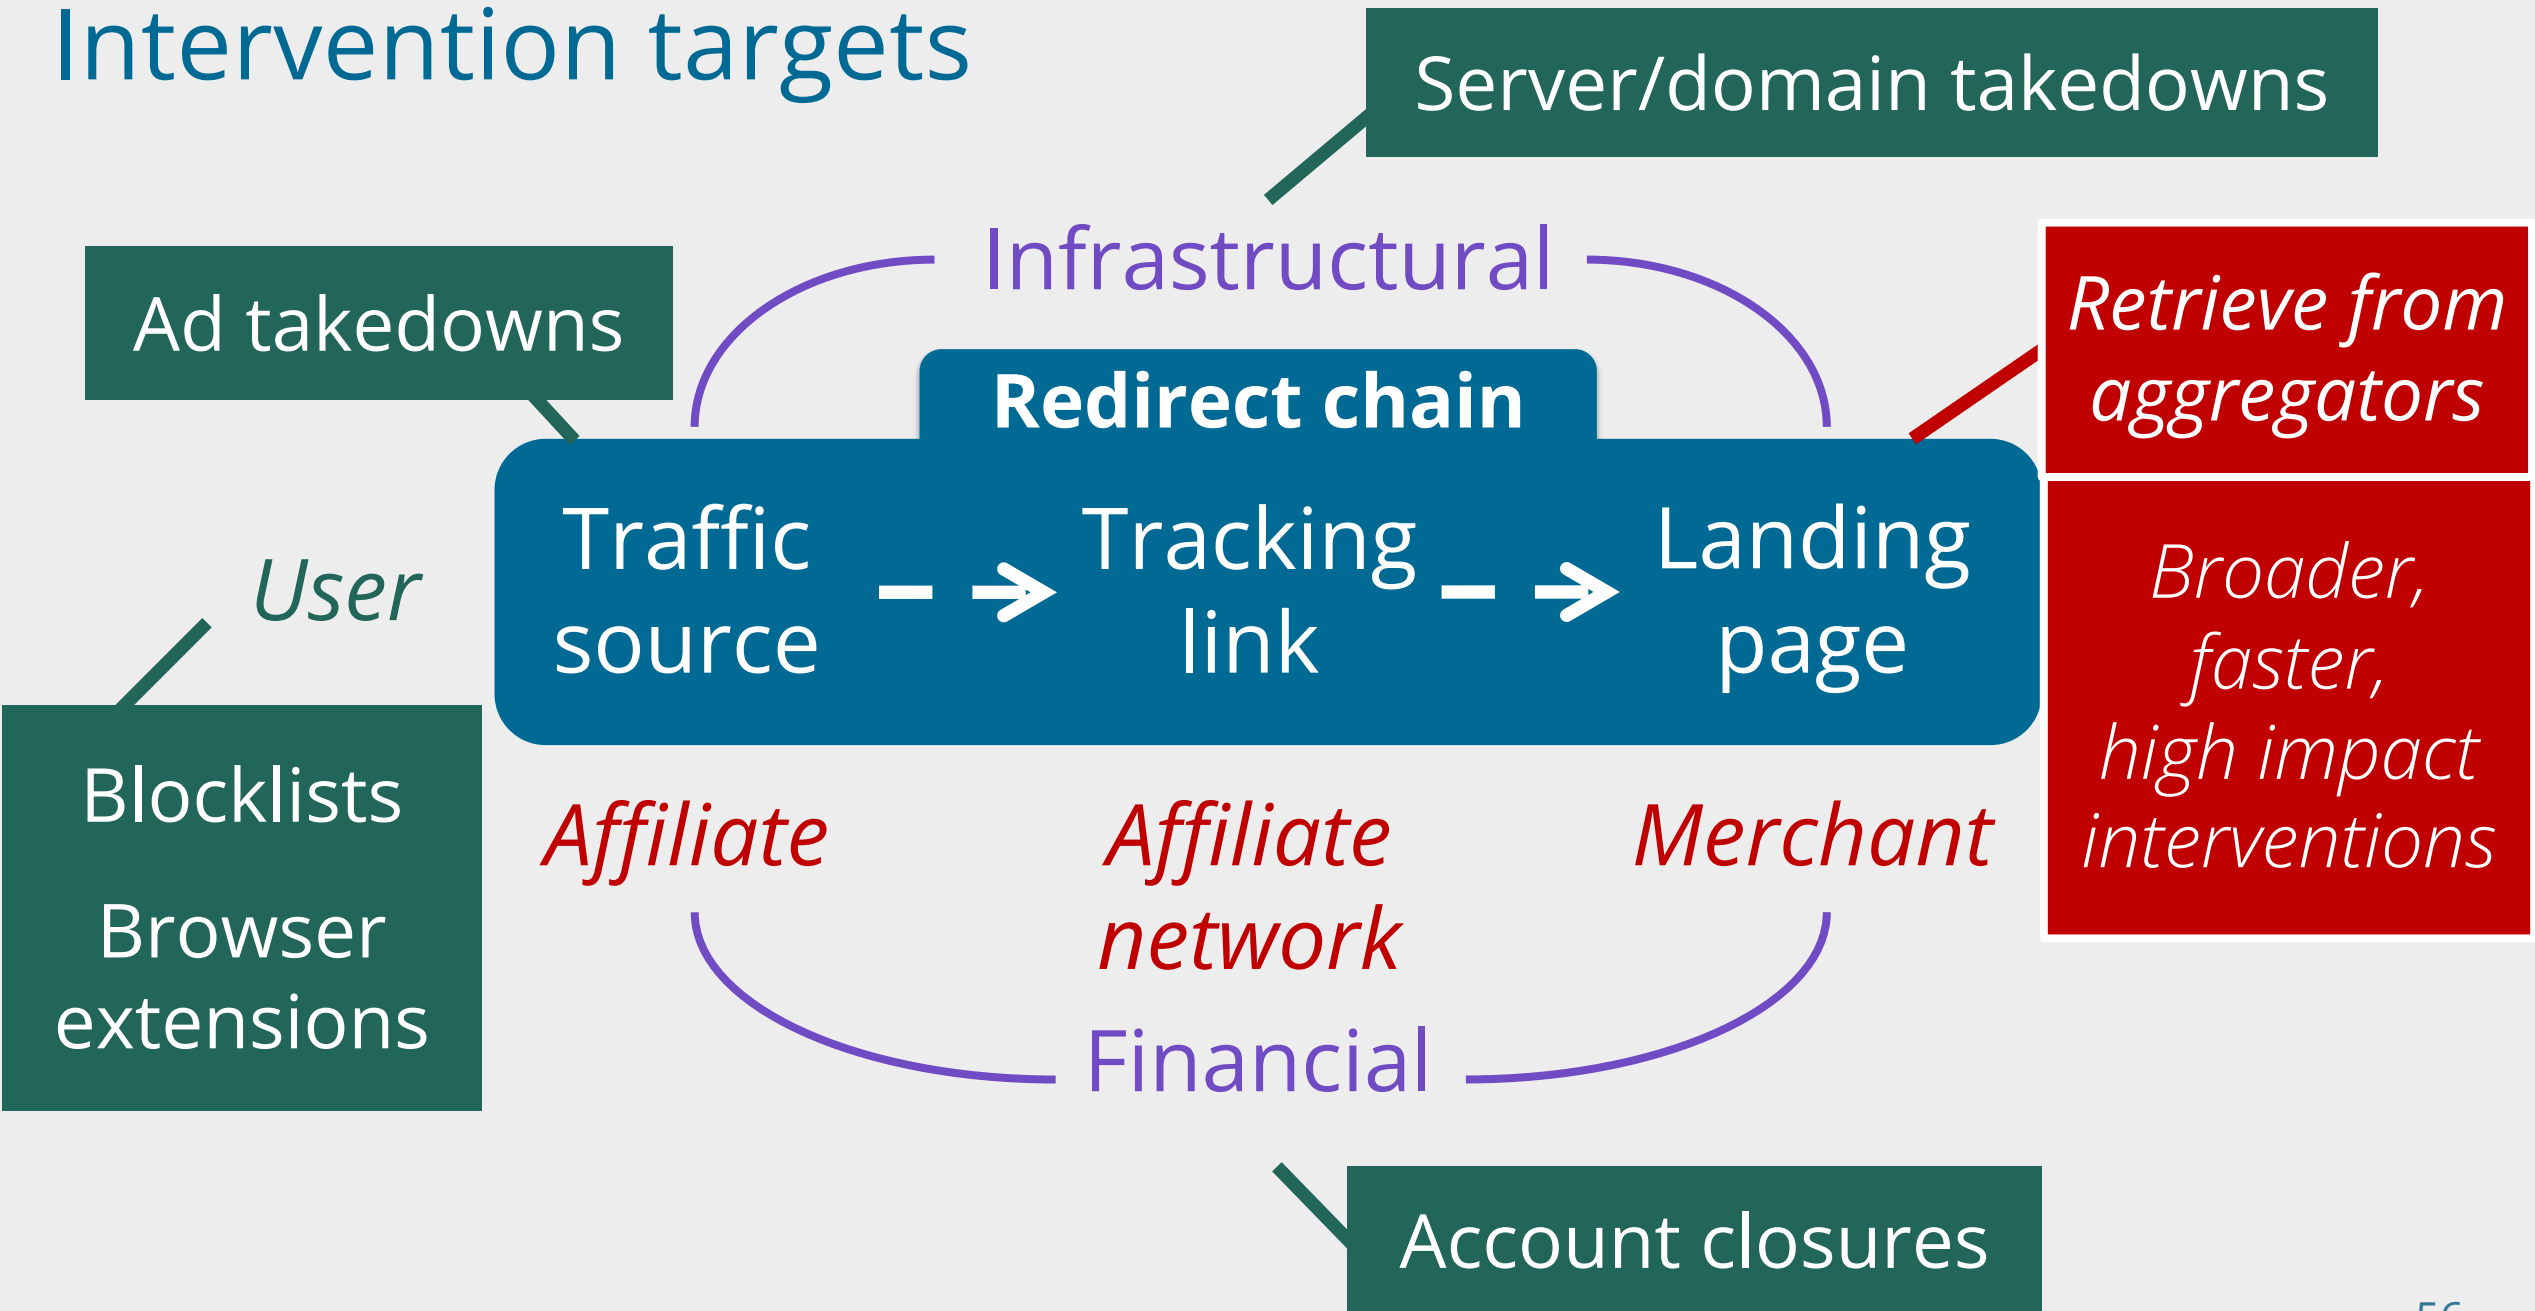 Intervention targets
Server/domain takedowns
Infrastructural
Ad takedowns
Retrieve from
aggregators
Redirect chain
Traffic
source
Tracking
link
Landing
page
User
Broader,
faster,
high impact
interventions
Blocklists
Browser
extensions
Affiliate
Affiliate
network
Merchant
Financial
Account closures